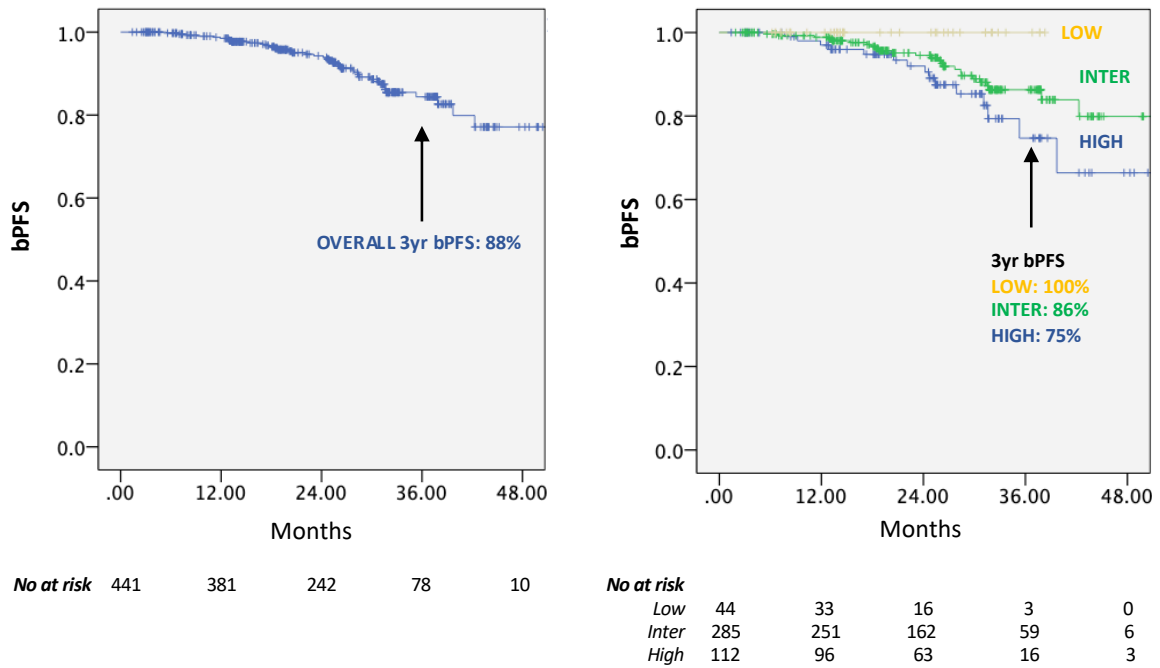 1.0
0.8
0.6
0.4
0.2
0.0
bPFS
OVERALL 3yr bPFS: 88%
.00 12.00 24.00 36.00 48.00
Months
No at risk 441 381 242 78 10
1.0
0.8
0.6
0.4
0.2
0.0
bPFS
LOW
INTER
HIGH
3yr bPFS
LOW: 100%
INTER: 86%
HIGH: 75%
.00 12.00 24.00 36.00 48.00
Months
No at risk
Low 44 33 16 3 0
Inter 285 251 162 59 6
High 112 96 63 16 3